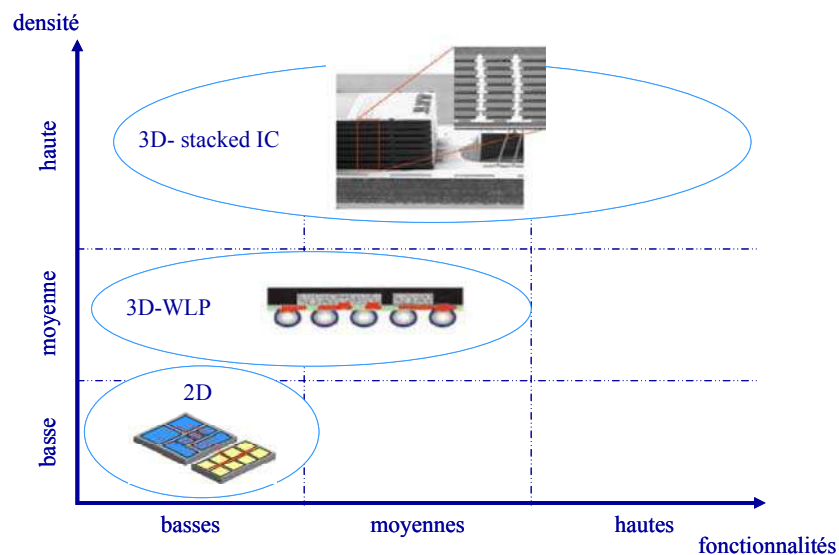 densité
haute
3D- stacked IC
moyenne
3D-WLP
basse
2D
basses
moyennes
hautes
fonctionnalités